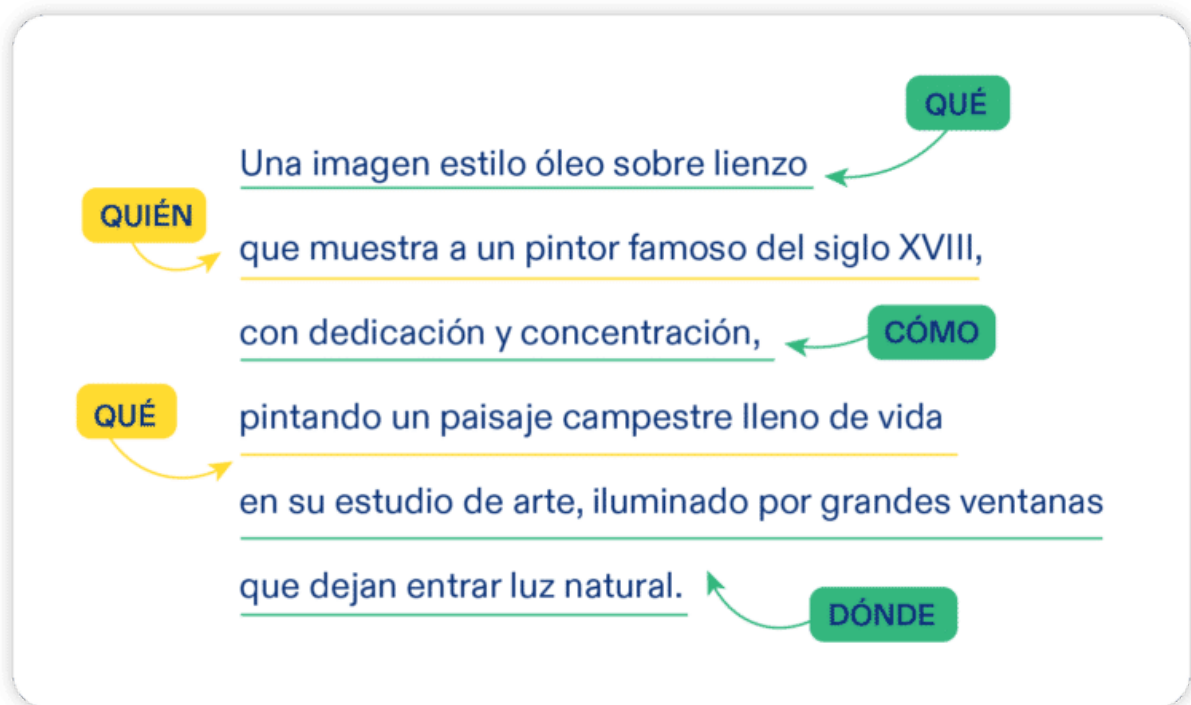 QUÉ
Una imagen estilo óleo sobre lienzo
QUIÉN
que muestra a un pintor famoso del siglo XVIII,
con dedicación y concentración,
CÓMO
QUÉ
pintando un paisaje campestre lleno de vida
en su estudio de arte, iluminado por grandes ventanas
que dejan entrar luz natural.
DÓNDE